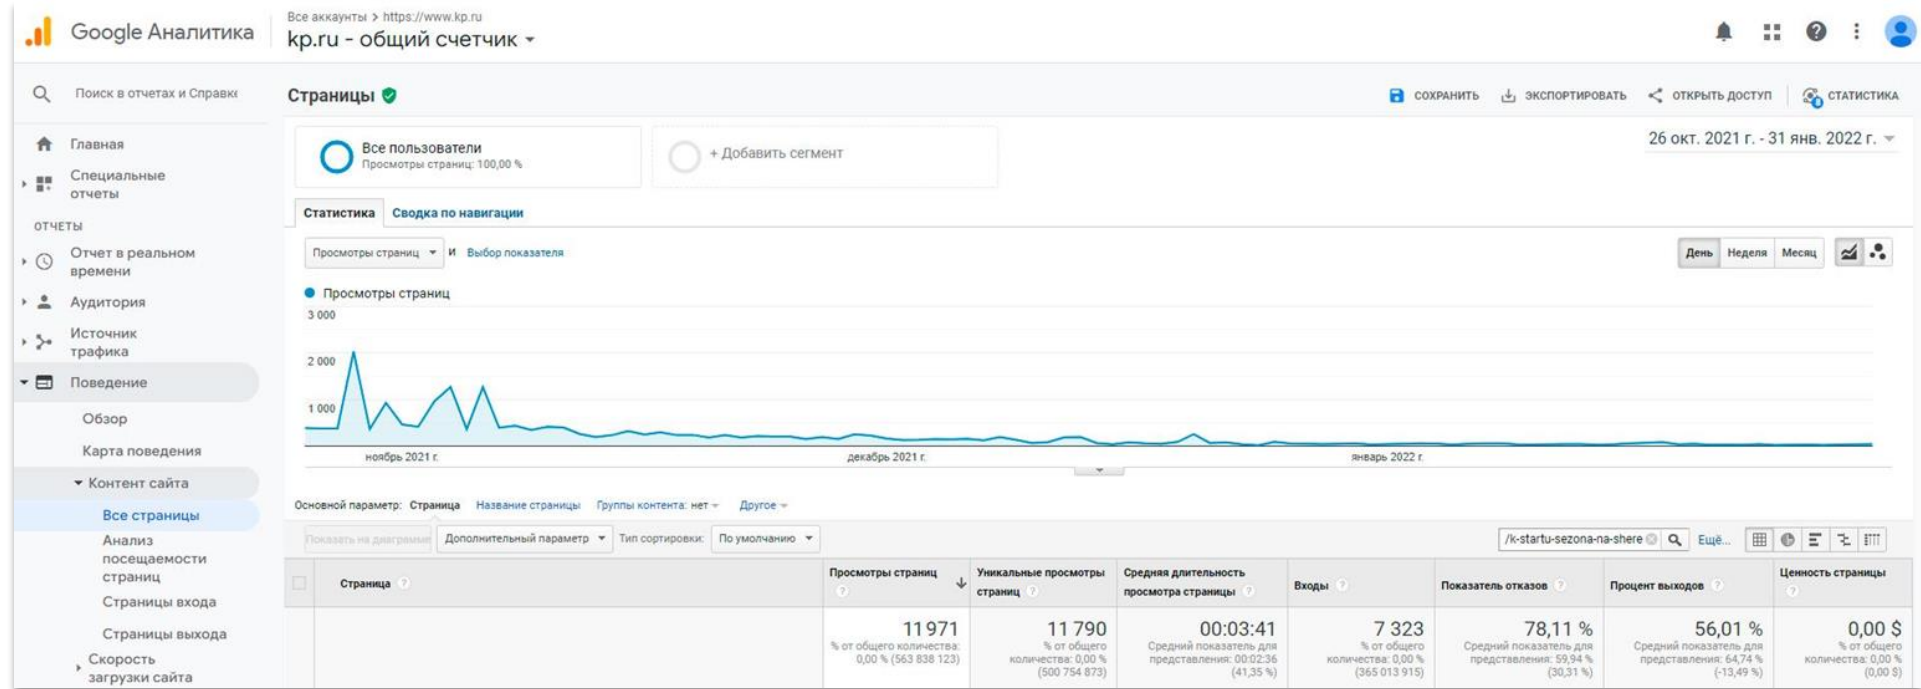 Google Аналитика
Все аккаунты > https://www.kp.ru
kp.ru - общий счетчик
Поиск в отчетах и Справке
Страницы
СОХРАНИТЬ
ЭКСПОРТИРОВАТЬ
ОТКРЫТЬ ДОСТУП
СТАТИСТИКА
Главная
Специальные
отчеты
ОТЧЕТЫ
Отчет в реальном
времени
Аудитория
Источник
трафика
Поведение
Обзор
Карта поведения
Контент сайта
Все страницы
Анализ
посещаемости
страниц
Страницы входа
Страницы выхода
Скорость
загрузки сайта
Все пользователи
Просмотры страниц: 100,00 %
+ Добавить сегмент
26 окт. 2021 г. - 31 янв. 2022 г.
Статистика
Сводка по навигации
Просмотры страниц
и
Выбор показателя
День
Неделя
Месяц
Просмотры страниц
3 000
2 000
1 000
ноябрь 2021 г.
декабрь 2021 г.
январь 2022 г.
Основной параметр: Страница
Название страницы
Группы контента: нет
Другое
Показать на диаграмме
Дополнительный параметр
Тип сортировки:
По умолчанию
/k-startu-sezona-na-shere
Ещё...
Страница
Просмотры страниц
Уникальные просмотры
страниц
Средняя длительность
просмотра страницы
Входы
Показатель отказов
Процент выходов
Ценность страницы
11 971
% от общего количества:
0,00 % (563 838 123)
11 790
% от общего
количества: 0,00 %
(500 754 873)
00:03:41
Средний показатель для
представления: 00:02:36
(41,35 %)
7 323
% от общего
количества: 0,00 %
(365 013 915)
78,11 %
Средний показатель для
представления: 59,94 %
(30,31 %)
56,01 %
Средний показатель для
представления: 64,74 %
(-13,49 %)
0,00 $
% от общего
количества: 0,00 %
(0,00 $)